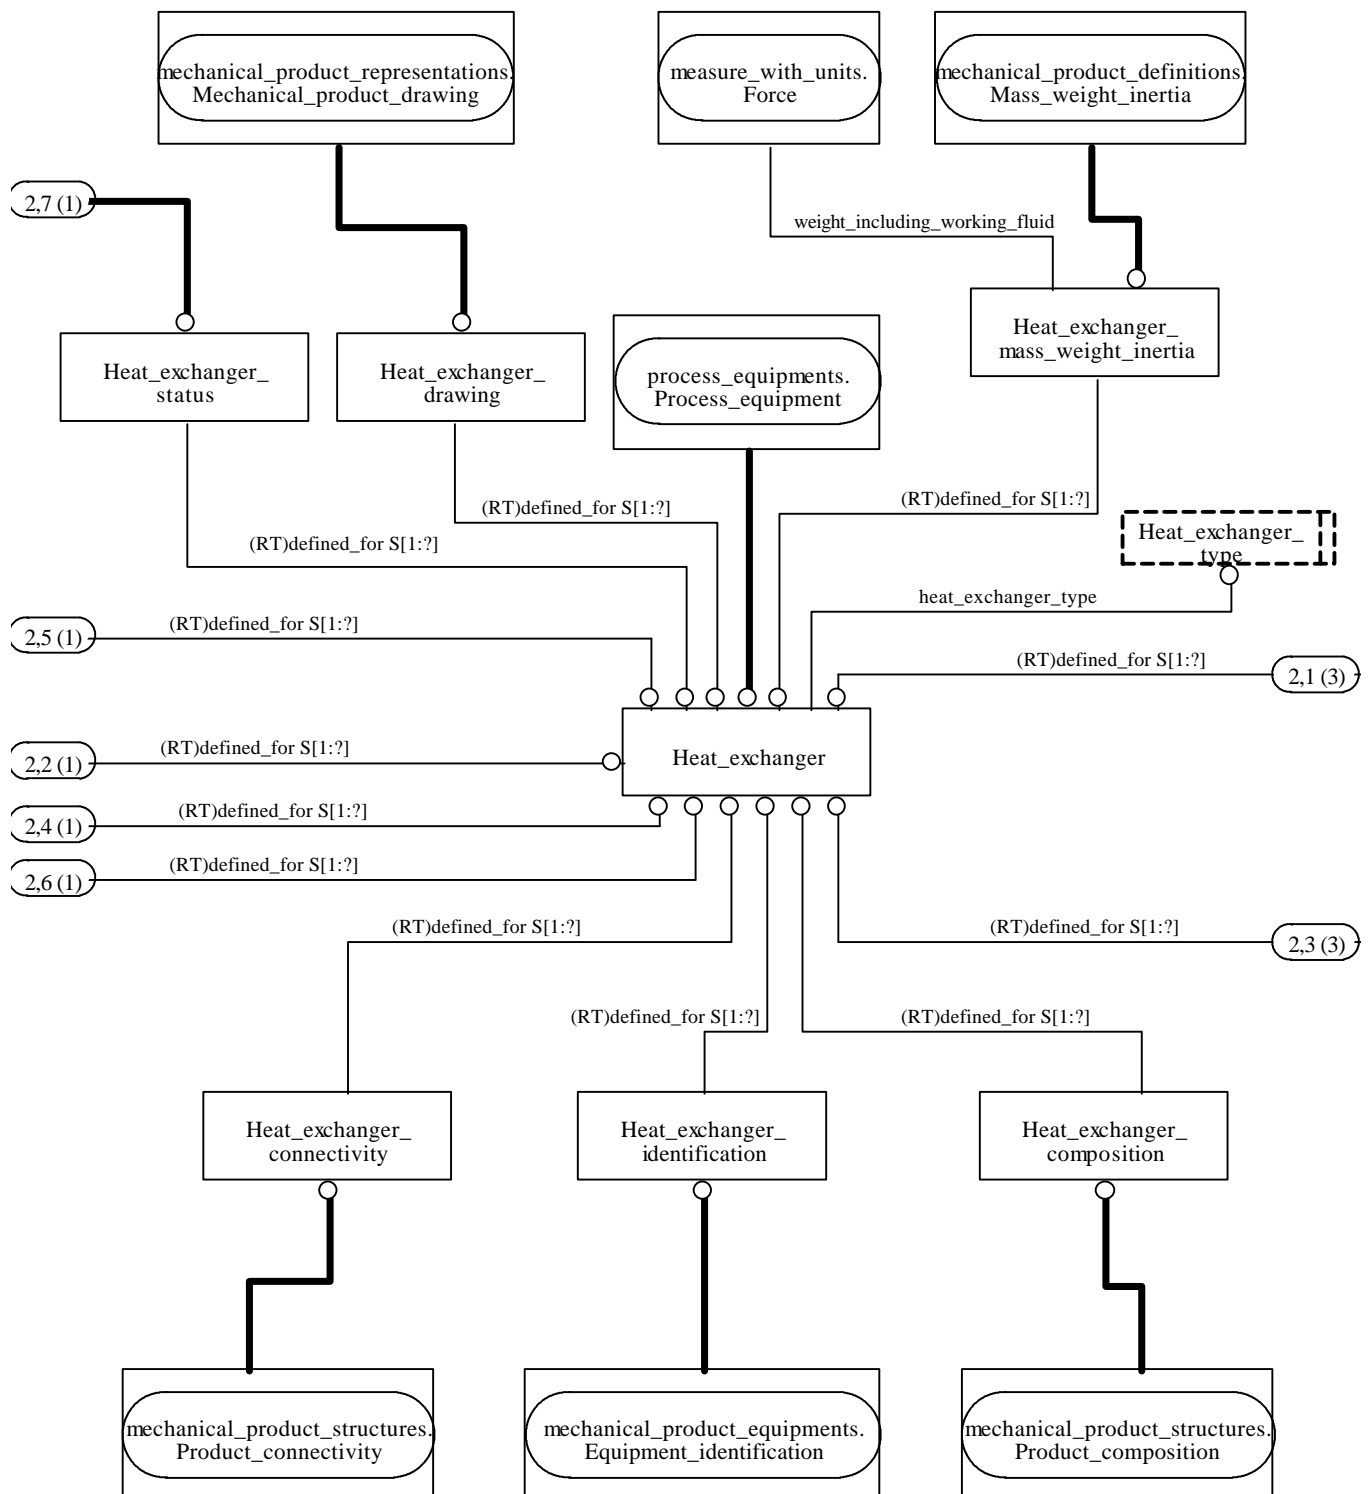 mechanical_product_representations.
Mechanical_product_drawing
measure_with_units.
Force
mechanical_product_definitions.
Mass_weight_inertia
2,7 (1)
weight_including_working_fluid
Heat_exchanger_
status
Heat_exchanger_
drawing
process_equipments.
Process_equipment
Heat_exchanger_
mass_weight_inertia
(RT)defined_for S[1:?]
(RT)defined_for S[1:?]
(RT)defined_for S[1:?]
Heat_exchanger_
type
heat_exchanger_type
2,5 (1)
(RT)defined_for S[1:?]
(RT)defined_for S[1:?]
2,1 (3)
2,2 (1)
(RT)defined_for S[1:?]
Heat_exchanger
2,4 (1)
(RT)defined_for S[1:?]
2,6 (1)
(RT)defined_for S[1:?]
(RT)defined_for S[1:?]
(RT)defined_for S[1:?]
2,3 (3)
(RT)defined_for S[1:?]
(RT)defined_for S[1:?]
Heat_exchanger_
connectivity
Heat_exchanger_
identification
Heat_exchanger_
composition
mechanical_product_structures.
Product_connectivity
mechanical_product_equipments.
Equipment_identification
mechanical_product_structures.
Product_composition